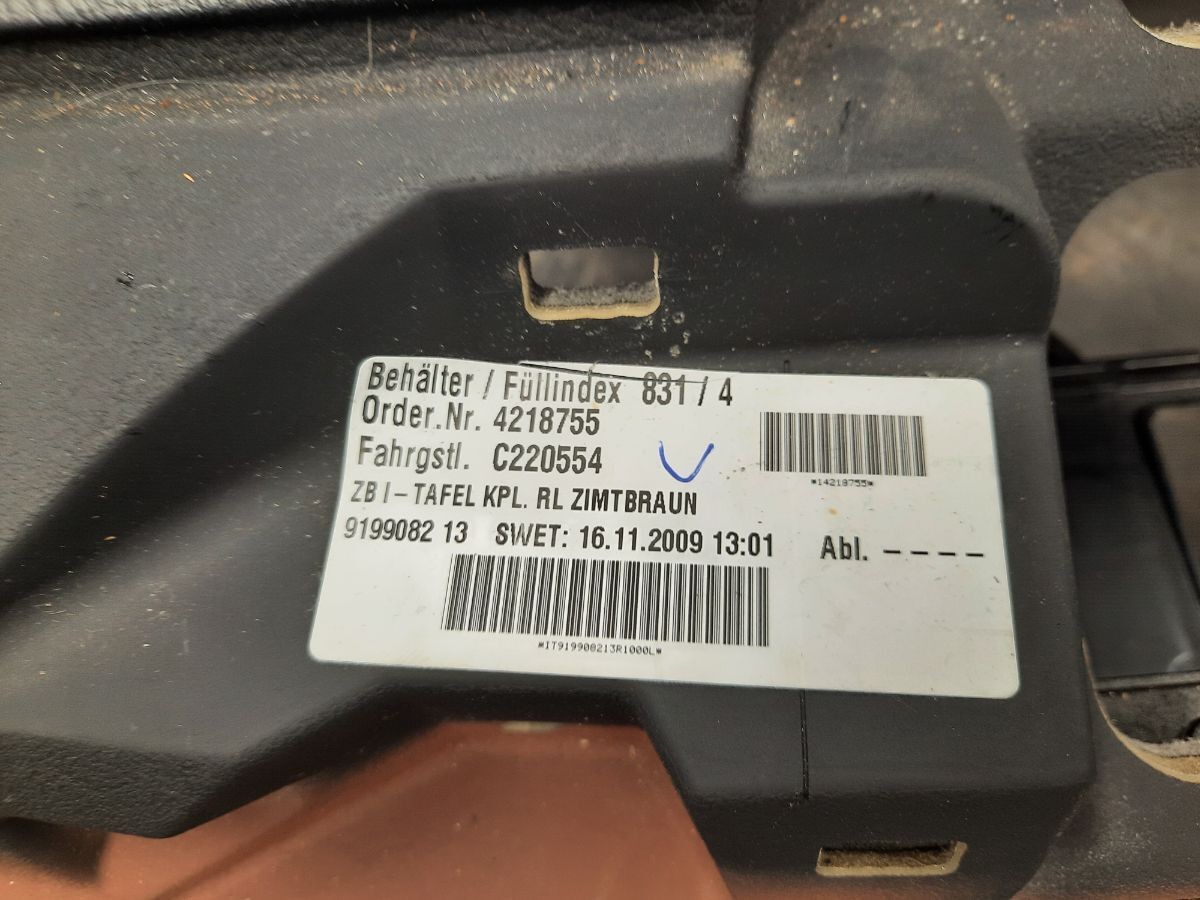 Behälter / Füllindex 831 / 4
Order.Nr. 4218755
Fahrgstl. C220554
*14218755*
ZB I - TAFEL KPL. RL ZIMTBRAUN
9199082 13 SWET: 16.11.2009 13:01 Abl. ----
*IT919908213R1000L*